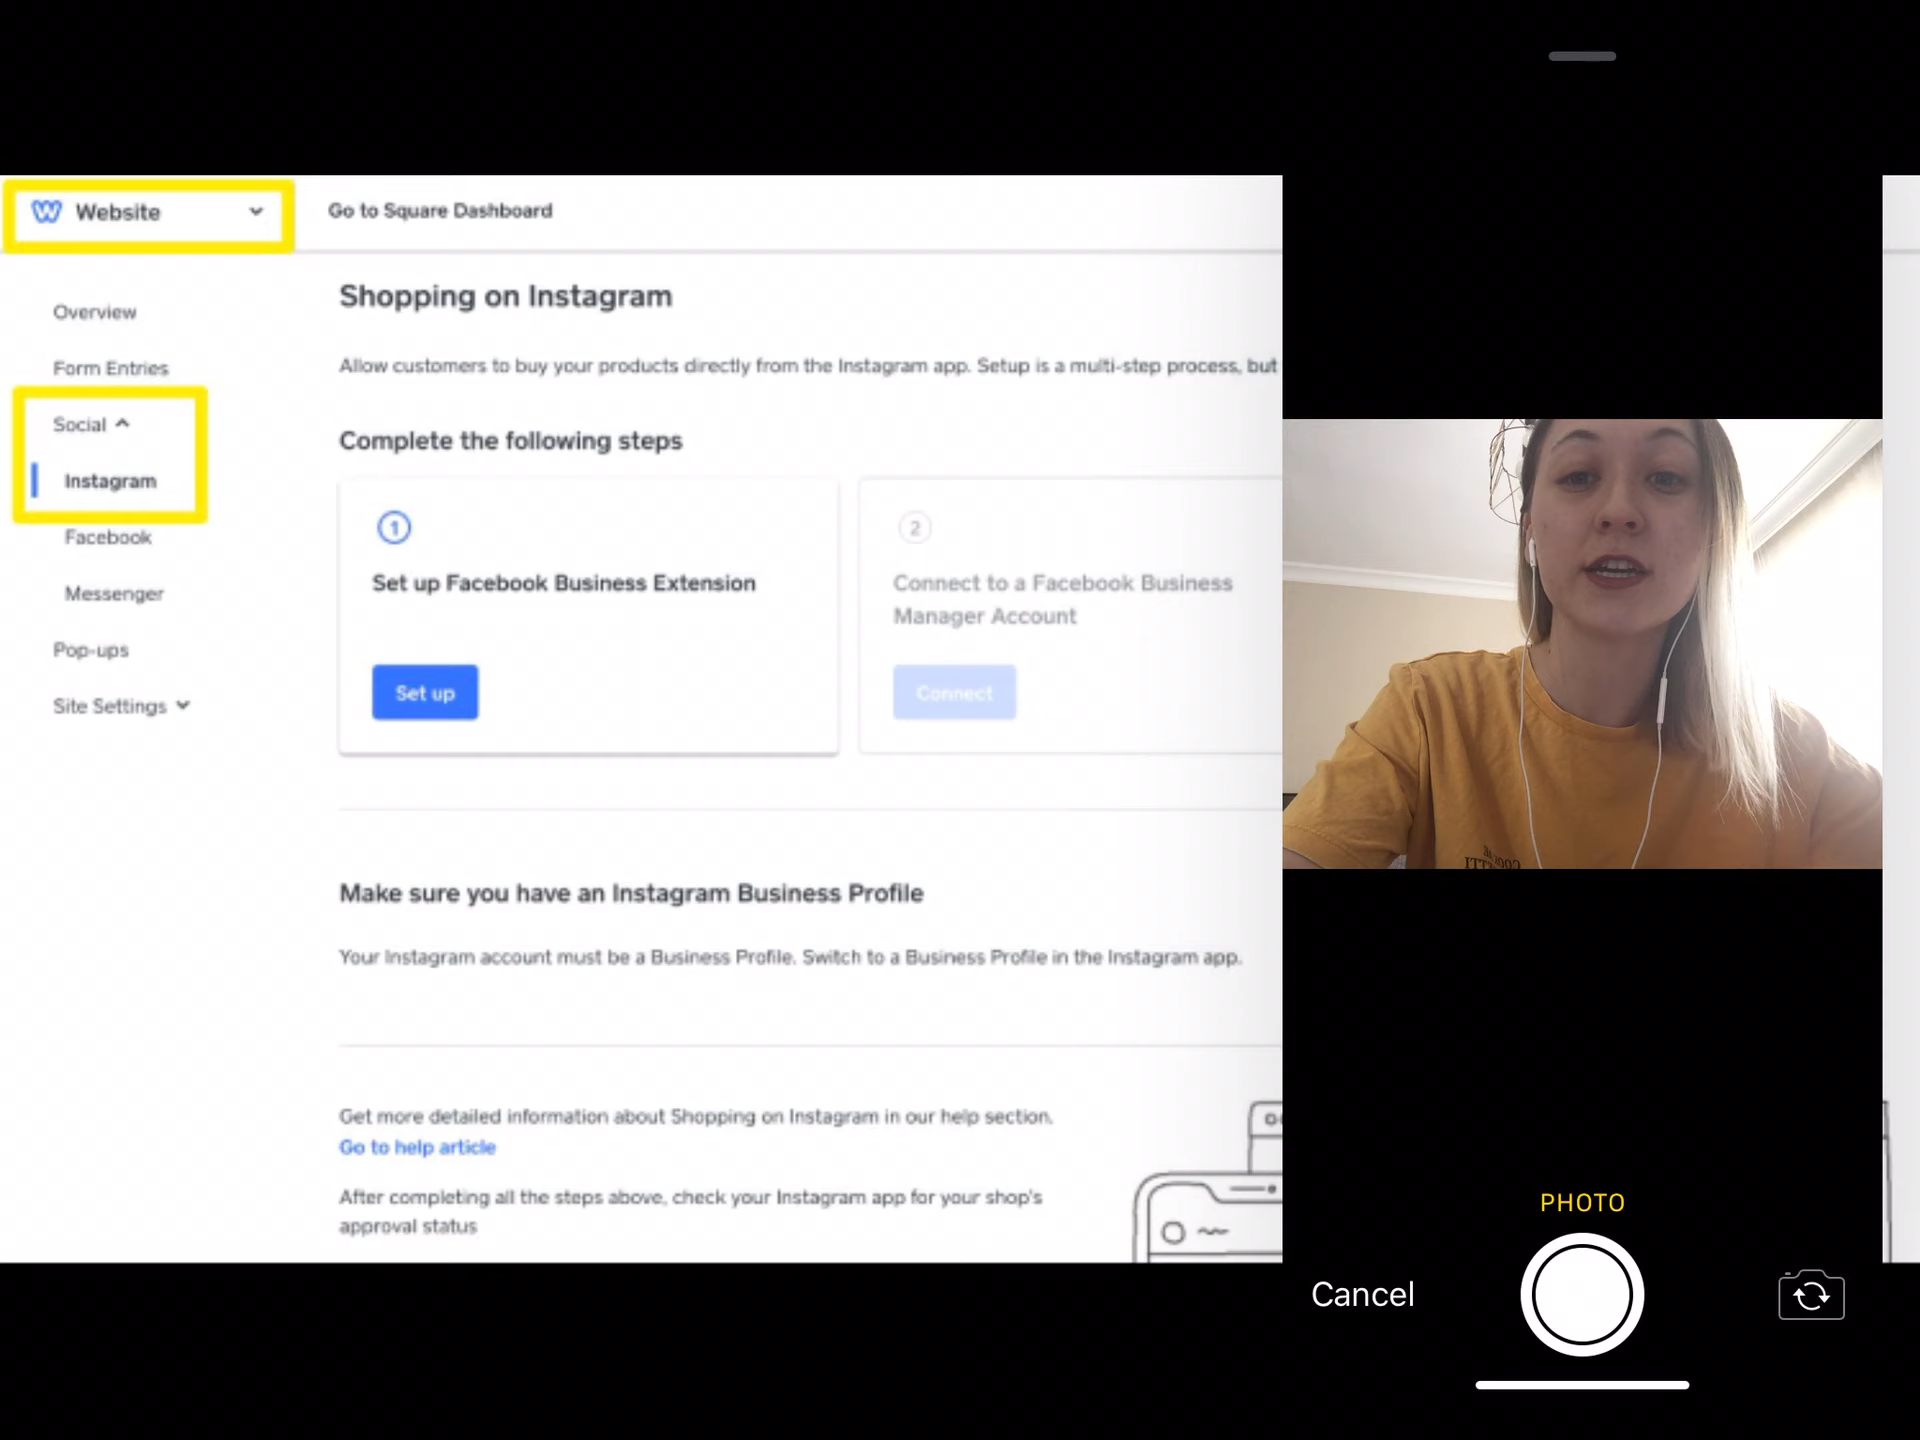 Website
Go to Square Dashboard
Overview
Form Entries
Social
Instagram
Facebook
Messenger
Pop-ups
Site Settings
Shopping on Instagram
Allow customers to buy your products directly from the Instagram app. Setup is a multi-step process, but
Complete the following steps
1
Set up Facebook Business Extension
Set up
2
Connect to a Facebook Business
Manager Account
Connect
Make sure you have an Instagram Business Profile
Your Instagram account must be a Business Profile. Switch to a Business Profile in the Instagram app.
Get more detailed information about Shopping on Instagram in our help section.
Go to help article
After completing all the steps above, check your Instagram app for your shop's
approval status
PHOTO
Cancel